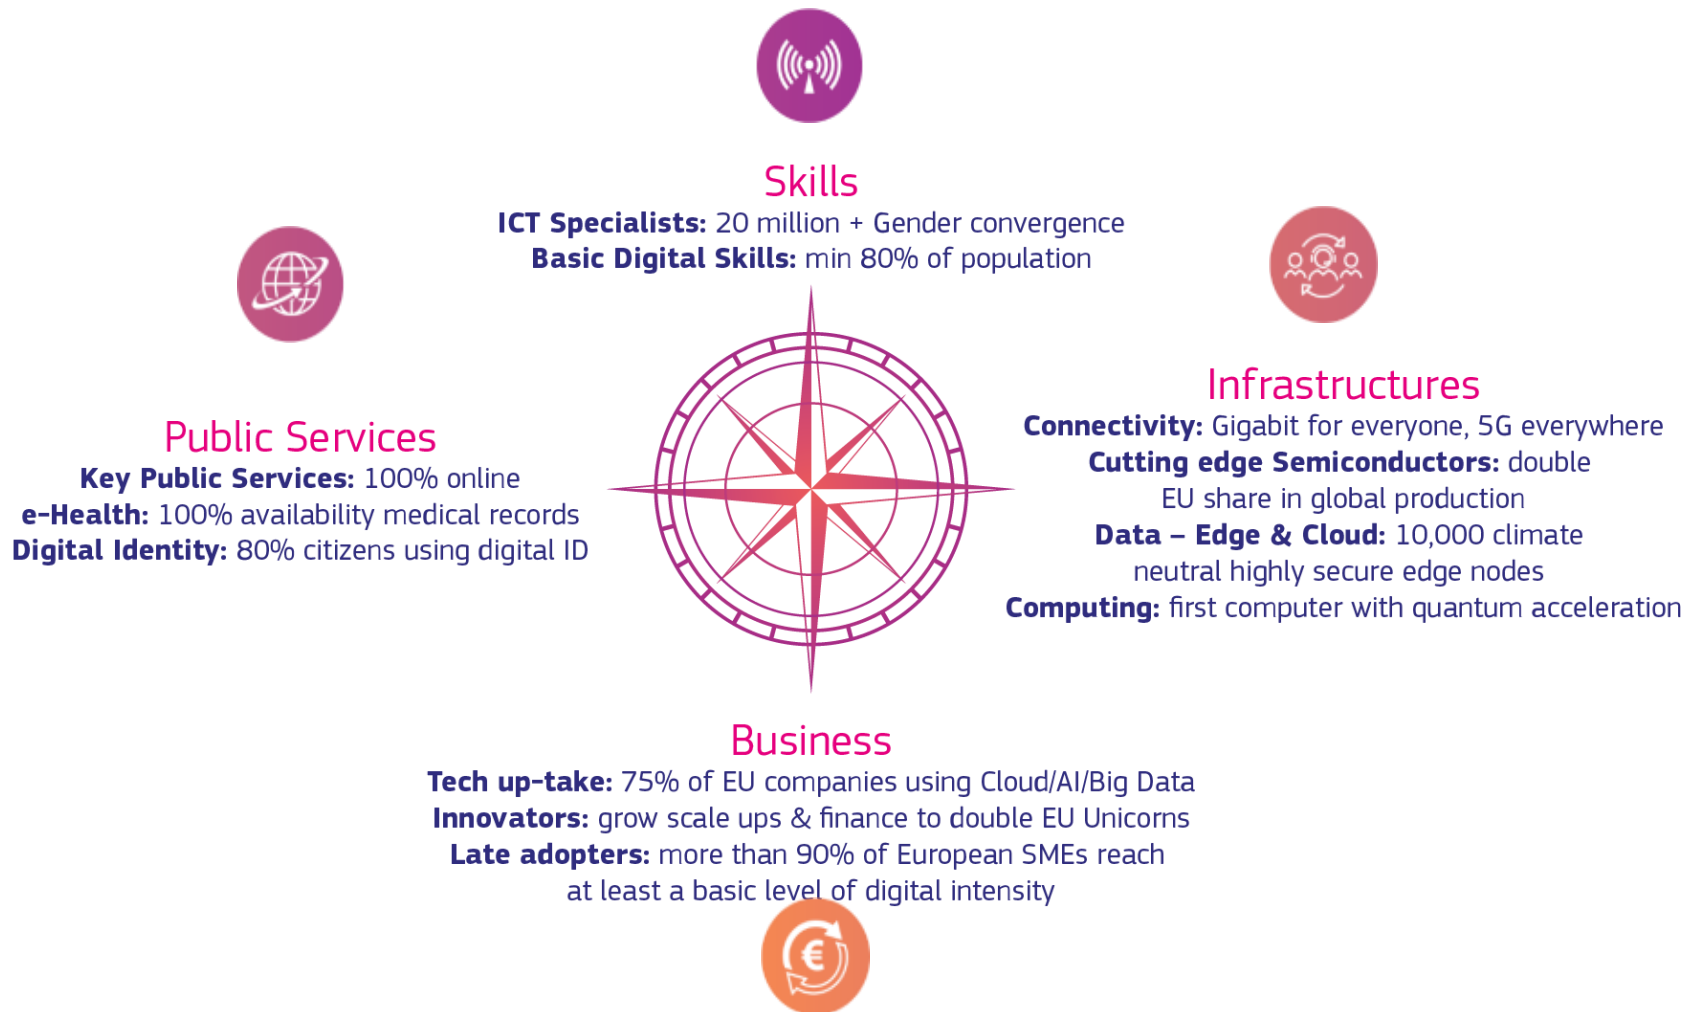 Skills
ICT Specialists: 20 million + Gender convergence
Basic Digital Skills: min 80% of population
Public Services
Key Public Services: 100% online
e-Health: 100% availability medical records
Digital Identity: 80% citizens using digital ID
Infrastructures
Connectivity: Gigabit for everyone, 5G everywhere
Cutting edge Semiconductors: double
EU share in global production
Data – Edge & Cloud: 10,000 climate
neutral highly secure edge nodes
Computing: first computer with quantum acceleration
Business
Tech up-take: 75% of EU companies using Cloud/AI/Big Data
Innovators: grow scale ups & finance to double EU Unicorns
Late adopters: more than 90% of European SMEs reach
at least a basic level of digital intensity
€